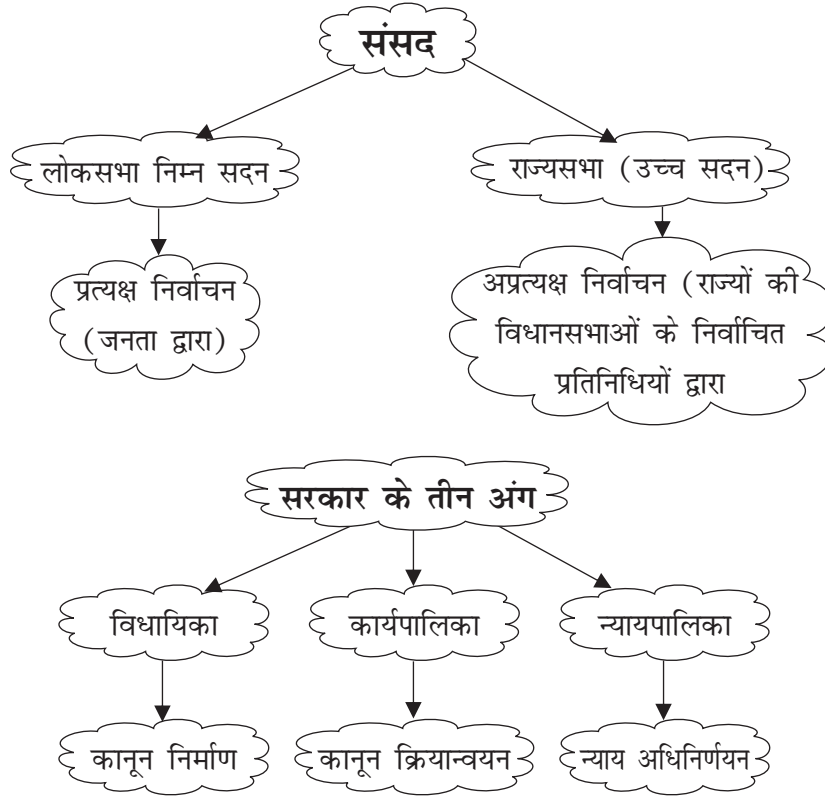 संसद
लोकसभा निम्न सदन
राज्यसभा (उच्च सदन)
प्रत्यक्ष निर्वाचन
(जनता द्वारा)
अप्रत्यक्ष निर्वाचन (राज्यों की
विधानसभाओं के निर्वाचित
प्रतिनिधियों द्वारा
सरकार के तीन अंग
विधायिका
कार्यपालिका
न्यायपालिका
कानून निर्माण
कानून क्रियान्वयन
न्याय अधिनिर्णयन